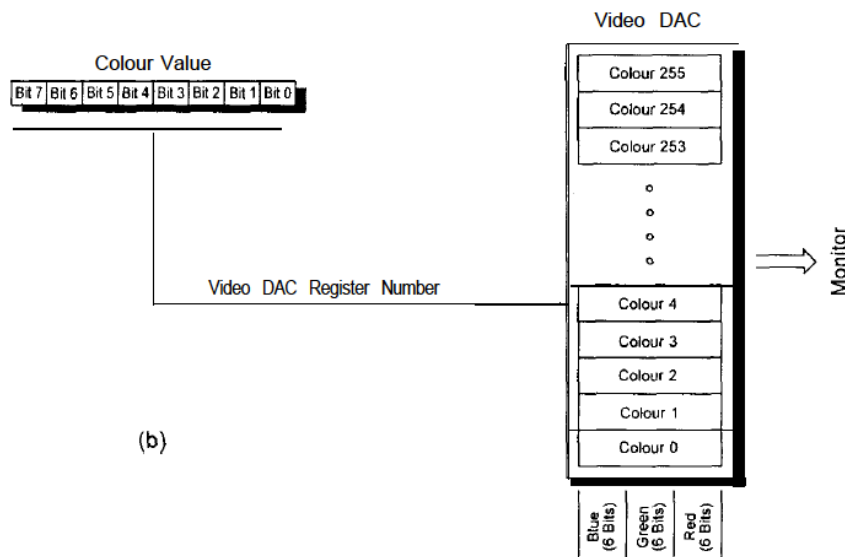 Video DAC
Colour Value
Bit 7 Bit 6 Bit 5 Bit 4 Bit 3 Bit 2 Bit 1 Bit 0
Colour 255
Colour 254
Colour 253
Monitor
Video DAC Register Number
Colour 4
Colour 3
Colour 2
Colour 1
Colour 0
(b)
Blue
(6 Bits)
Green
(6 Bits)
Red
(6 Bits)